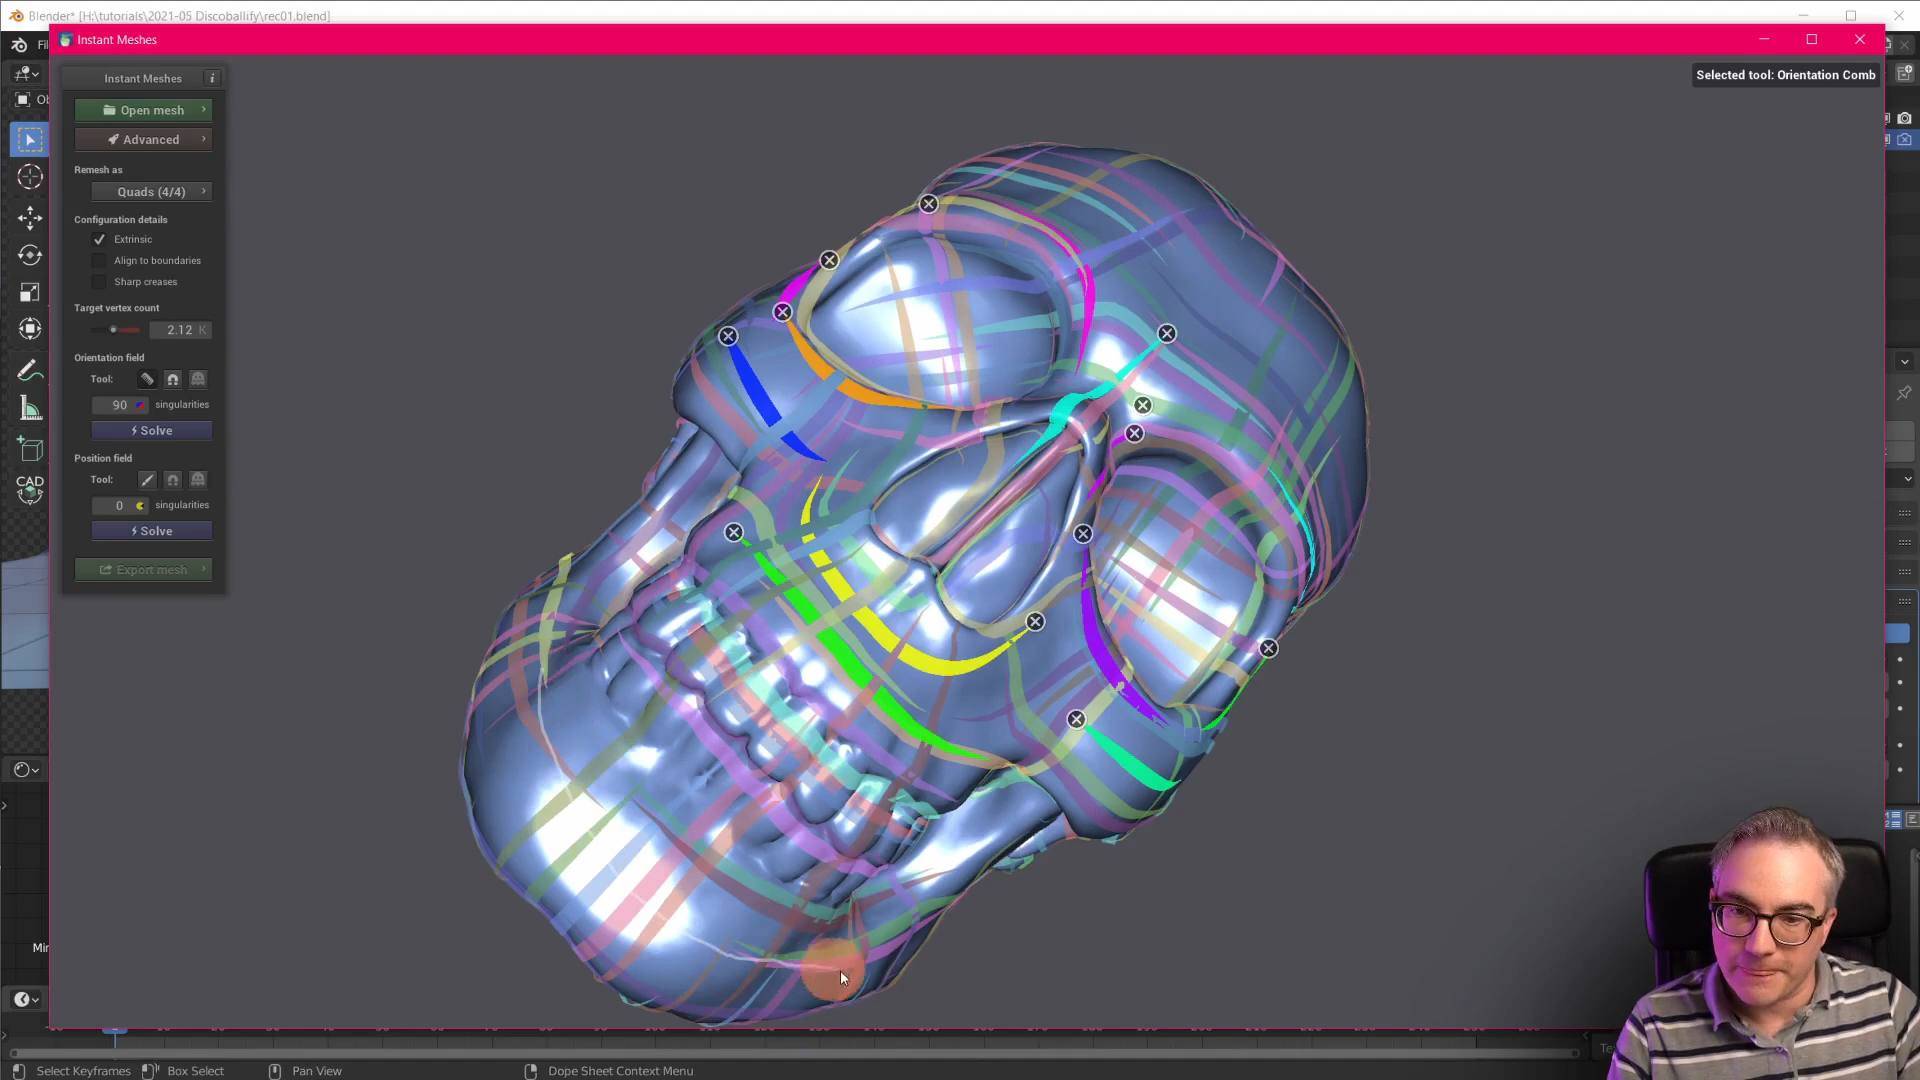 Blender* [H:\tutorials\2021-05 Discoballify\rec01.blend]
Instant Meshes
Selected tool: Orientation Comb
Instant Meshes
i
Open mesh
Advanced
Remesh as
Quads (4/4)
Configuration details
Extrinsic
Align to boundaries
Sharp creases
Target vertex count
2.12 K
Orientation field
Tool:
90 singularities
Solve
Position field
Tool:
0 singularities
Solve
Export mesh
CAD
Select Keyframes
Box Select
Pan View
Dope Sheet Context Menu